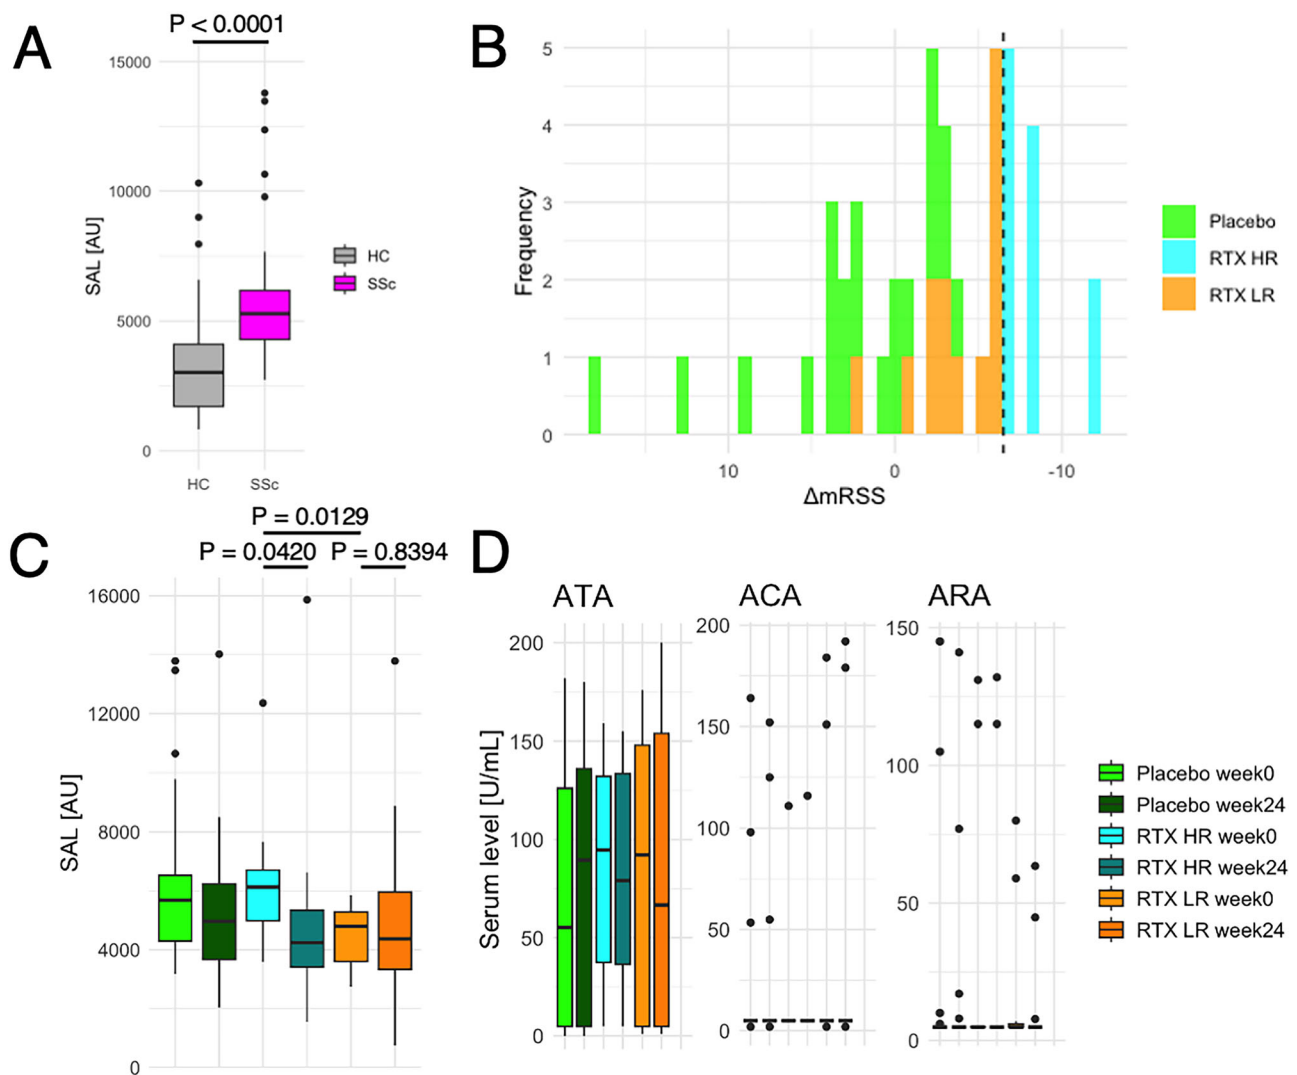 A
P < 0.0001
15000
10000
5000
0
SAL [AU]
HC
SSc
HC
SSc
B
5
4
3
2
1
0
Frequency
10
0
-10
ΔmRSS
Placebo
RTX HR
RTX LR
C
P = 0.0129
P = 0.0420
P = 0.8394
16000
12000
8000
4000
0
SAL [AU]
D
ATA
ACA
ARA
Serum level [U/mL]
200
150
100
50
0
200
150
100
50
0
150
100
50
0
Placebo week0
Placebo week24
RTX HR week0
RTX HR week24
RTX LR week0
RTX LR week24